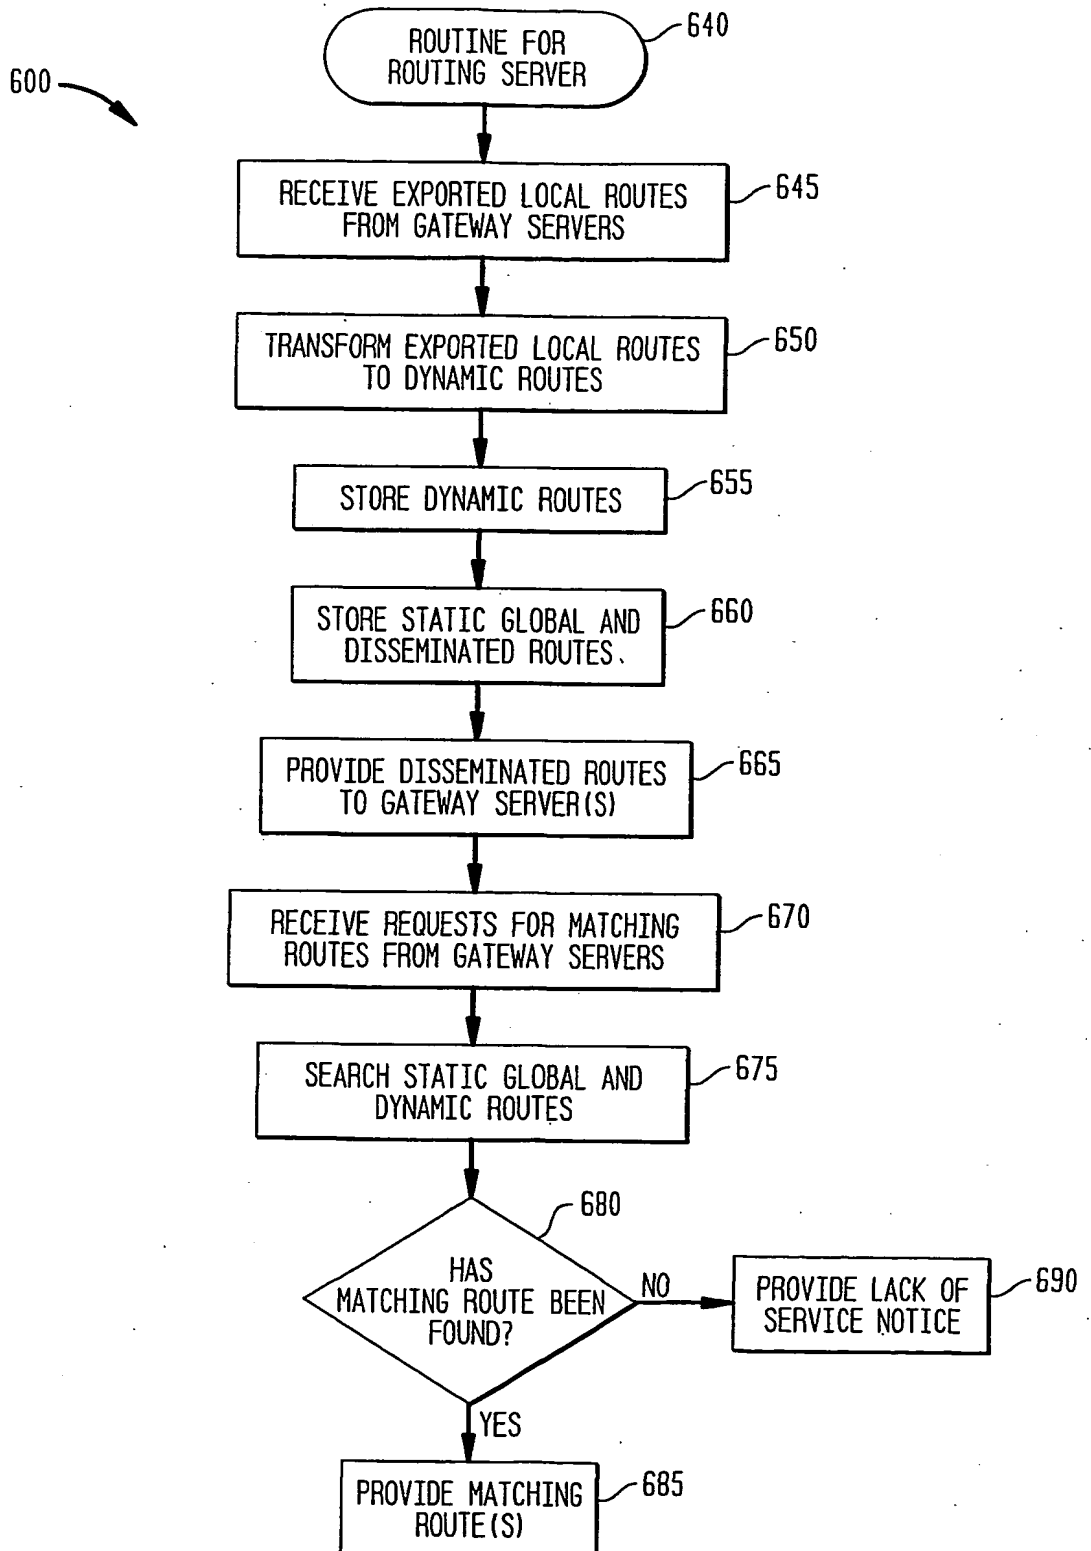 640
ROUTINE FOR
ROUTING SERVER
600
RECEIVE EXPORTED LOCAL ROUTES
FROM GATEWAY SERVERS
645
TRANSFORM EXPORTED LOCAL ROUTES
TO DYNAMIC ROUTES
650
STORE DYNAMIC ROUTES
655
STORE STATIC GLOBAL AND
DISSEMINATED ROUTES.
660
PROVIDE DISSEMINATED ROUTES
TO GATEWAY SERVER(S)
665
RECEIVE REQUESTS FOR MATCHING
ROUTES FROM GATEWAY SERVERS
670
SEARCH STATIC GLOBAL AND
DYNAMIC ROUTES
675
680
HAS
MATCHING ROUTE BEEN
FOUND?
NO
PROVIDE LACK OF
SERVICE NOTICE
690
YES
PROVIDE MATCHING
ROUTE(S)
685